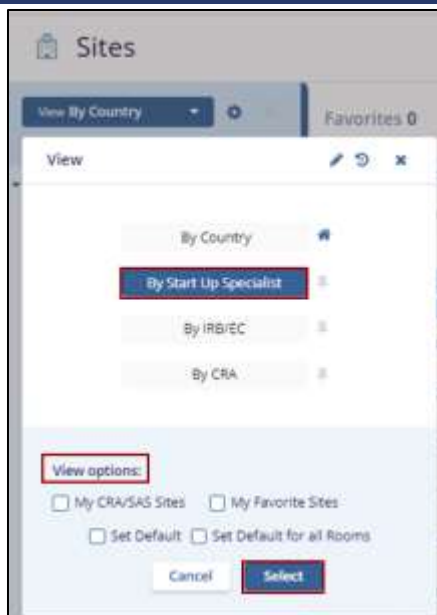 Sites
View By Country
Favorites 0
View
By Country
By Start Up Specialist
By IRB/EC
By CRA
View options:
My CRA/SAS Sites My Favorite Sites
Set Default Set Default for all Rooms
Cancel Select